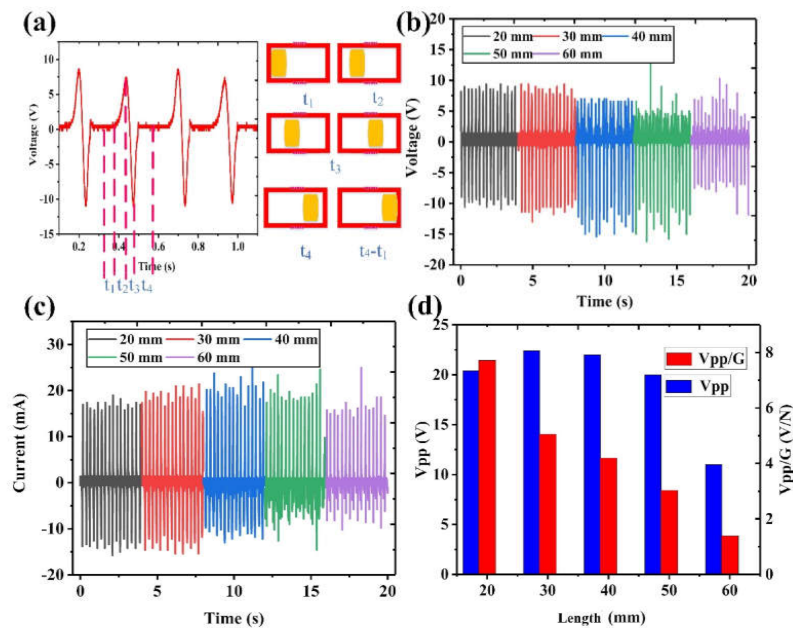 (a)
Voltage (V)
10
5
0
-5
-10
0.2
0.4
0.6
0.8
1.0
Time (s)
t1
t2
t3
t4
t1
t2
t3
t4
t4-t1
(b)
20 mm
30 mm
40 mm
50 mm
60 mm
Voltage (V)
20
15
10
5
0
-5
-10
-15
-20
0
5
10
15
20
Time (s)
(c)
20 mm
30 mm
40 mm
50 mm
60 mm
Current (mA)
30
20
10
0
-10
-20
0
5
10
15
20
Time (s)
(d)
Vpp/G
Vpp
Vpp (V)
25
20
15
10
5
0
Vpp/G (V/N)
8
6
4
2
0
20
30
40
50
60
Length (mm)